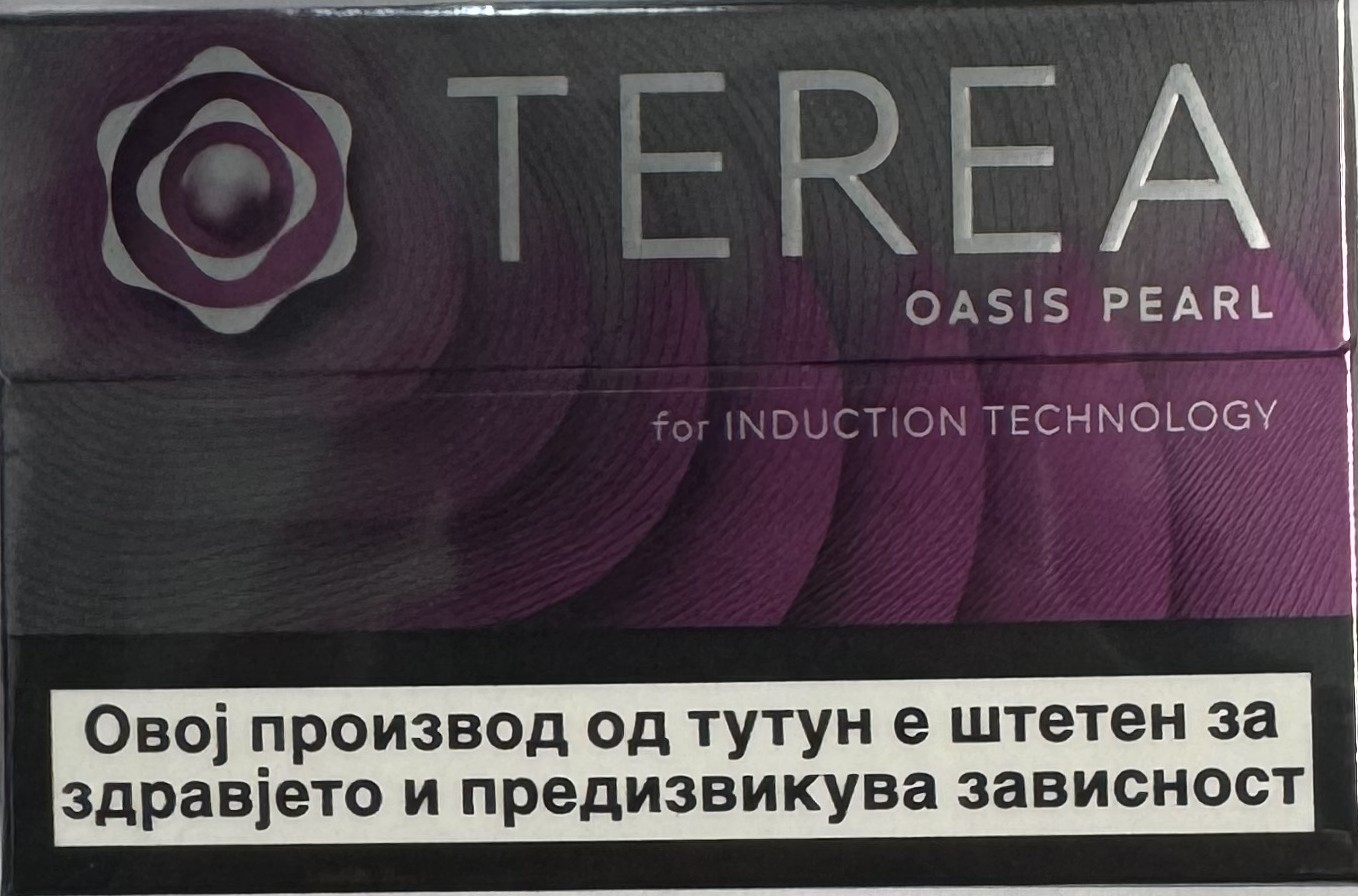 TEREA
OASIS PEARL
for INDUCTION TECHNOLOGY
Овој производ од тутун е штетен за
здравјето и предизвикува зависност